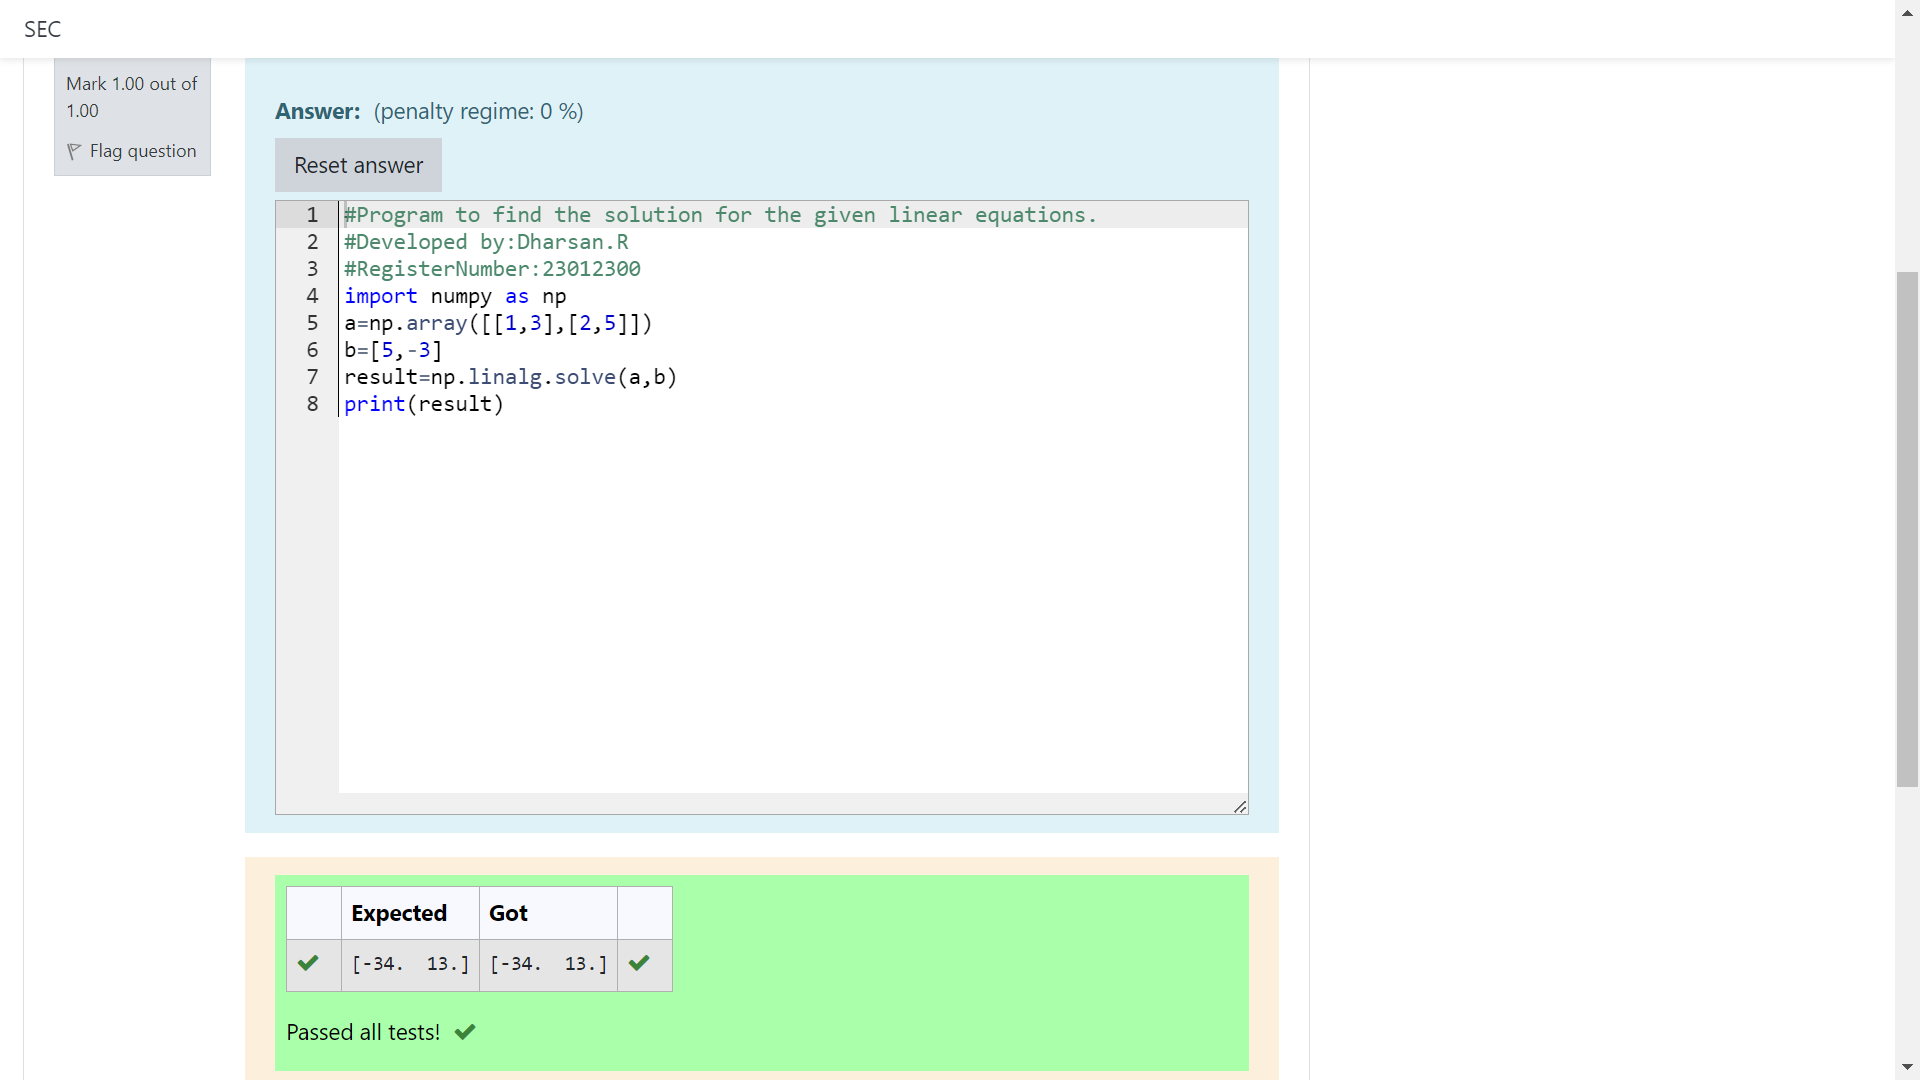 SEC
Mark 1.00 out of
1.00
Flag question
Answer: (penalty regime: 0 %)
Reset answer
1 #Program to find the solution for the given linear equations.
2 #Developed by:Dharsan.R
3 #RegisterNumber:23012300
4 import numpy as np
5 a=np.array([[1,3],[2,5]])
6 b=[5,-3]
7 result=np.linalg.solve(a,b)
8 print(result)
Expected Got
[-34.  13.] [-34.  13.]
Passed all tests!